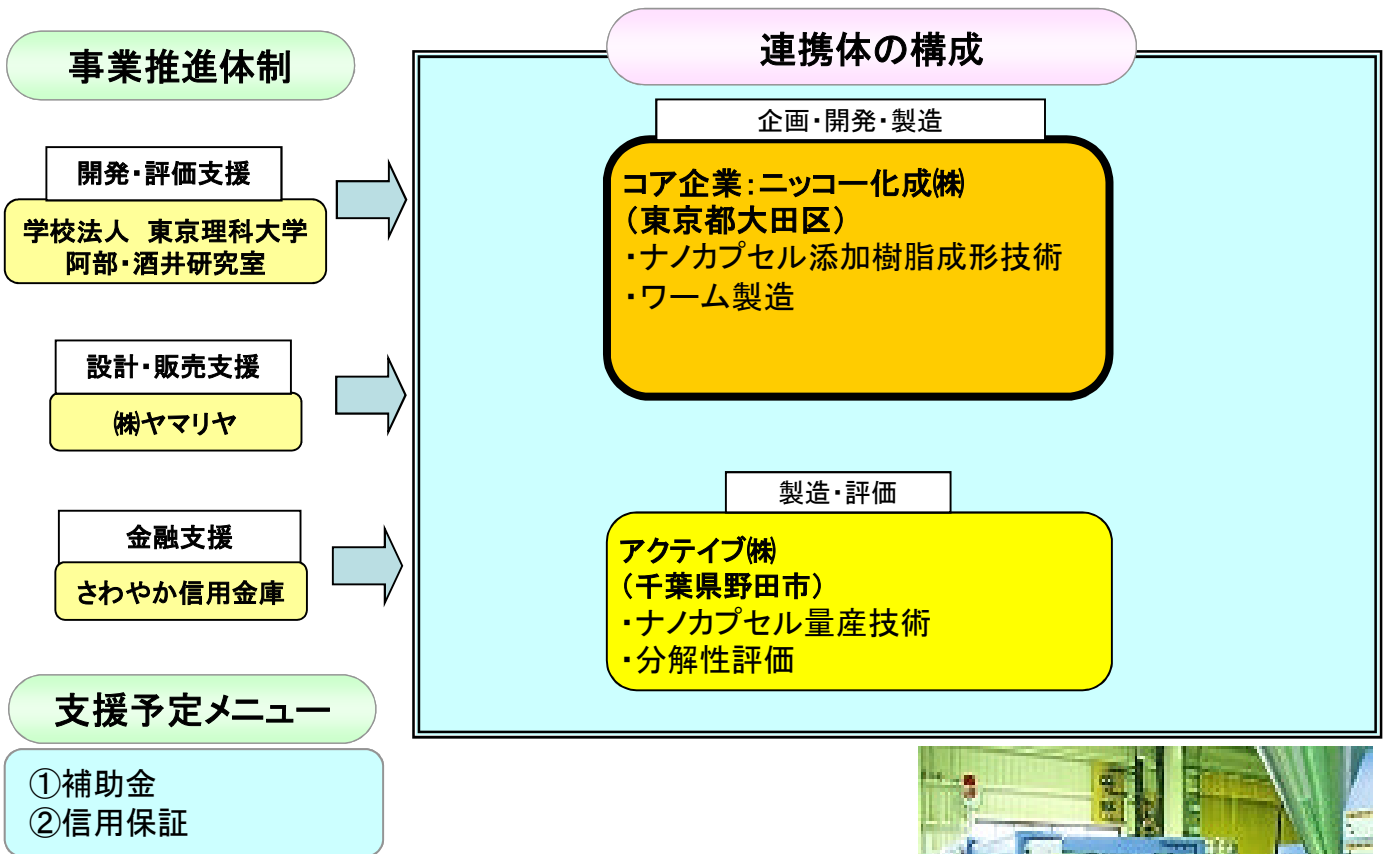 事業推進体制
開発・評価支援
学校法人 東京理科大学
阿部・酒井研究室
設計・販売支援
㈱ヤマリヤ
金融支援
さわやか信用金庫
支援予定メニュー
①補助金
②信用保証
連携体の構成
企画・開発・製造
コア企業：ニッコー化成㈱
（東京都大田区）
・ナノカプセル添加樹脂成形技術
・ワーム製造
製造・評価
アクテイブ㈱
（千葉県野田市）
・ナノカプセル量産技術
・分解性評価